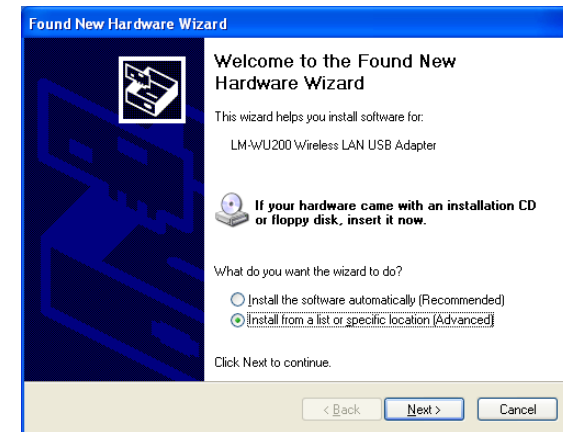 Found New Hardware Wizard
Welcome to the Found New
Hardware Wizard
This wizard helps you install software for:
LM-WU200 Wireless LAN USB Adapter
If your hardware came with an installation CD
or floppy disk, insert it now.
What do you want the wizard to do?
Install the software automatically (Recommended)
Install from a list or specific location (Advanced)
Click Next to continue.
< Back Next > Cancel